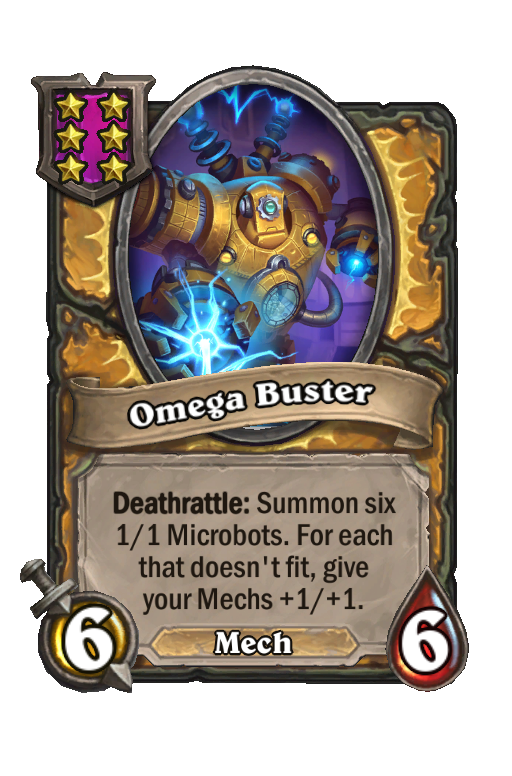 Omega Buster
Deathrattle: Summon six
1/1 Microbots. For each
that doesn't fit, give
your Mechs +1/+1.
6
Mech
6